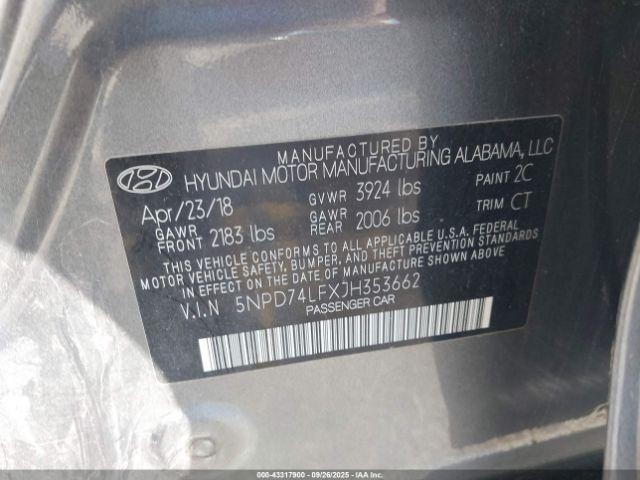 MANUFACTURED BY
HYUNDAI MOTOR MANUFACTURING ALABAMA, LLC
Apr/23/18 GVWR 3924 lbs PAINT 2C
GAWR FRONT 2183 lbs GAWR REAR 2006 lbs TRIM CT
THIS VEHICLE CONFORMS TO ALL APPLICABLE U.S.A. FEDERAL
MOTOR VEHICLE SAFETY, BUMPER, AND THEFT PREVENTION STANDARDS
IN EFFECT ON THE DATE OF MANUFACTURE SHOWN ABOVE
V.I.N 5NPD74LFXJH353662
PASSENGER CAR
000-43317900 - 09/26/2025 - IAAI.COM